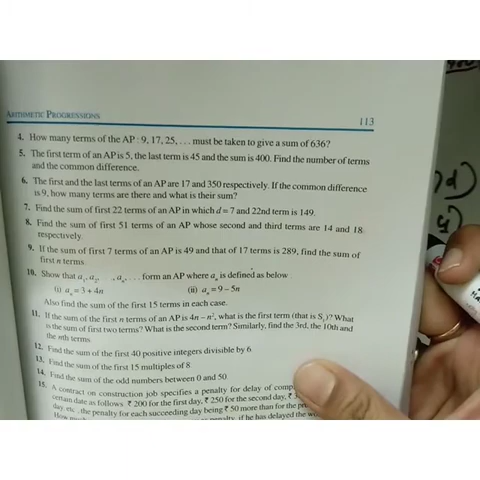 ARITHMETIC PROGRESSIONS 113
4. How many terms of the AP : 9, 17, 25, . . . must be taken to give a sum of 636?
5. The first term of an AP is 5, the last term is 45 and the sum is 400. Find the number of terms
and the common difference.
6. The first and the last terms of an AP are 17 and 350 respectively. If the common difference
is 9, how many terms are there and what is their sum?
7. Find the sum of first 22 terms of an AP in which d = 7 and 22nd term is 149.
8. Find the sum of first 51 terms of an AP whose second and third terms are 14 and 18
respectively.
9. If the sum of first 7 terms of an AP is 49 and that of 17 terms is 289, find the sum of
first n terms.
10. Show that a₁, a₂, . . ., aₙ, . . . form an AP where aₙ is defined as below
(i) aₙ = 3 + 4n (ii) aₙ = 9 – 5n
Also find the sum of the first 15 terms in each case.
11. If the sum of the first n terms of an AP is 4n – n², what is the first term (that is S₁)? What
is the sum of first two terms? What is the second term? Similarly, find the 3rd, the 10th and
the nth terms.
12. Find the sum of the first 40 positive integers divisible by 6.
13. Find the sum of the first 15 multiples of 8.
14. Find the sum of the odd numbers between 0 and 50.
15. A contract on construction job specifies a penalty for delay of
certain date as follows: ₹ 200 for the first day, ₹ 250 for the second day, ₹
day, etc., the penalty for each succeeding day being ₹ 50 more than for the
if he has delayed the